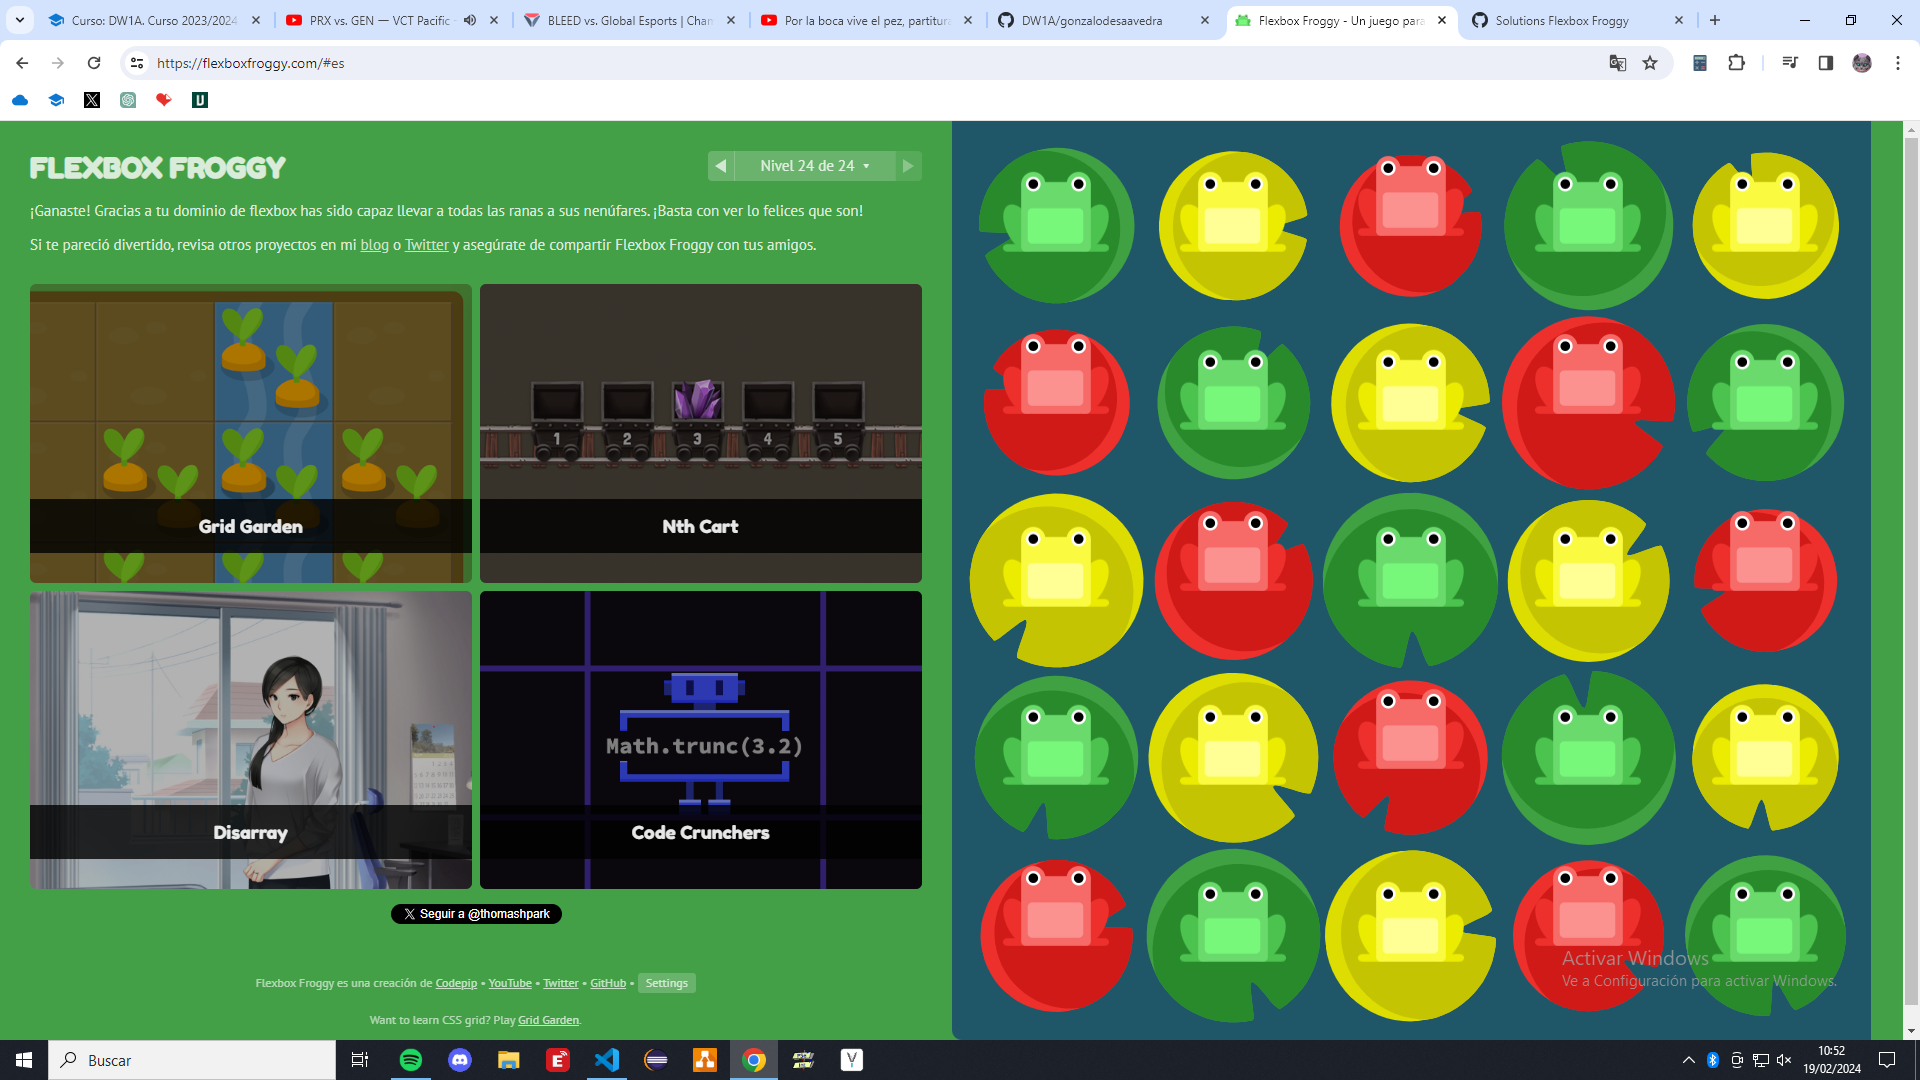 Curso: DW1A. Curso 2023/2024
PRX vs. GEN — VCT Pacific -
BLEED vs. Global Esports | Cham
Por la boca vive el pez, partitura
DW1A/gonzalodesaavedra
Flexbox Froggy - Un juego para
Solutions Flexbox Froggy
https://flexboxfroggy.com/#es
FLEXBOX FROGGY
Nivel 24 de 24
¡Ganaste! Gracias a tu dominio de flexbox has sido capaz llevar a todas las ranas a sus nenúfares. ¡Basta con ver lo felices que son!
Si te pareció divertido, revisa otros proyectos en mi blog o Twitter y asegúrate de compartir Flexbox Froggy con tus amigos.
Grid Garden
1 2 3 4 5
Nth Cart
Disarray
Math.trunc(3.2)
Code Crunchers
Seguir a @thomashpark
Flexbox Froggy es una creación de Codepip • YouTube • Twitter • GitHub • Settings
Want to learn CSS grid? Play Grid Garden.
Activar Windows
Ve a Configuración para activar Windows.
Buscar
10:52
19/02/2024